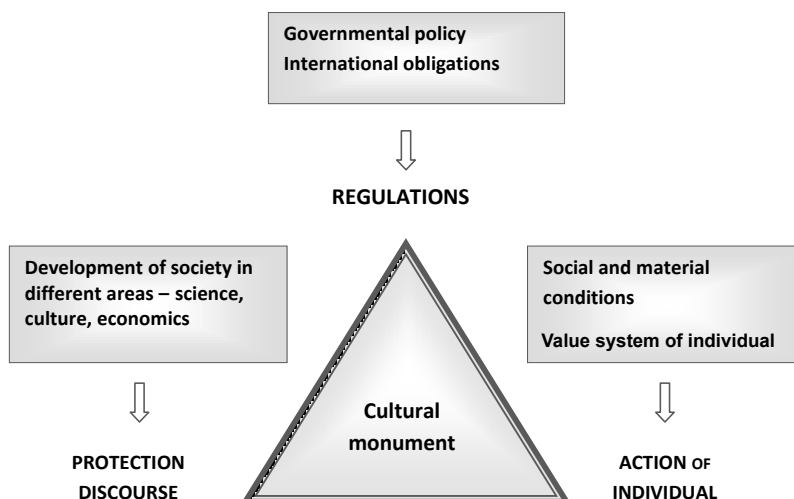 Governmental policy
International obligations
REGULATIONS
Development of society in
different areas – science,
culture, economics
Social and material
conditions
Value system of individual
Cultural
monument
PROTECTION
DISCOURSE
ACTION OF
INDIVIDUAL